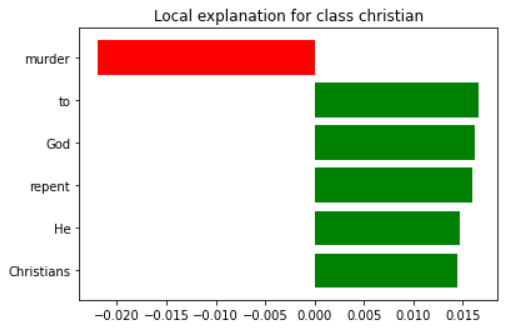 Local explanation for class christian
murder
to
God
repent
He
Christians
−0.020 −0.015 −0.010 −0.005 0.000 0.005 0.010 0.015